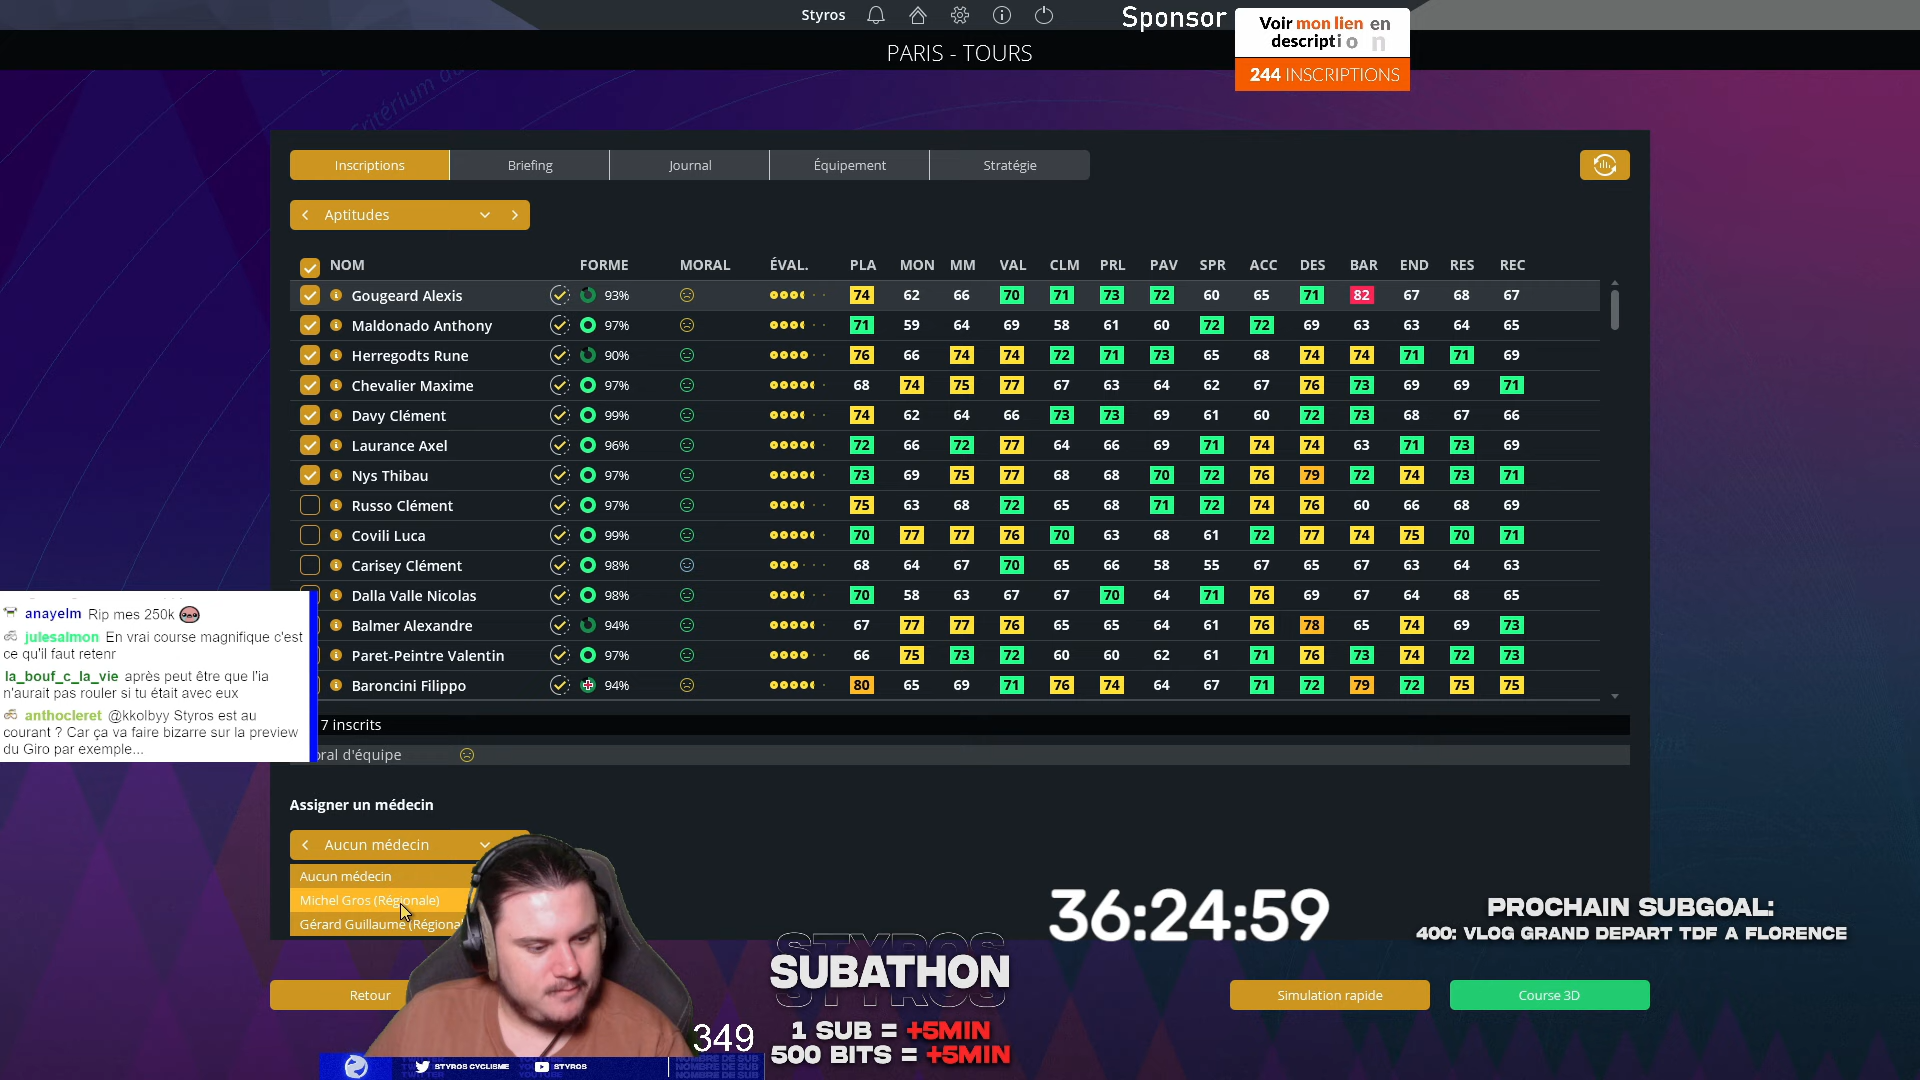 Styros
Sponsor
Voir mon lien en
description
244 INSCRIPTIONS
PARIS - TOURS
Inscriptions Briefing Journal Équipement Stratégie
Aptitudes
NOM FORME MORAL ÉVAL. PLA MON MM VAL CLM PRL PAV SPR ACC DES BAR END RES REC
Gougeard Alexis 93% 74 62 66 70 71 73 72 60 65 71 82 67 68 67
Maldonado Anthony 97% 71 59 64 69 58 61 60 72 72 69 63 63 64 65
Herregodts Rune 90% 76 66 74 74 72 71 73 65 68 74 74 71 71 69
Chevalier Maxime 97% 68 74 75 77 67 63 64 62 67 76 73 69 69 71
Davy Clément 99% 74 62 64 66 73 73 69 61 60 72 73 68 67 66
Laurance Axel 96% 72 66 72 77 64 66 69 71 74 74 63 71 73 69
Nys Thibau 97% 73 69 75 77 68 68 70 72 76 79 72 74 73 71
Russo Clément 97% 75 63 68 72 65 68 71 72 74 76 60 66 68 69
Covili Luca 99% 70 77 77 76 70 63 68 61 72 77 74 75 70 71
Carisey Clément 98% 68 64 67 70 65 66 58 55 67 65 67 63 64 63
Dalla Valle Nicolas 98% 70 58 63 67 67 70 64 71 76 69 67 64 68 65
Balmer Alexandre 94% 67 77 77 76 65 65 64 61 76 78 65 74 69 73
Paret-Peintre Valentin 97% 66 75 73 72 60 60 62 61 71 76 73 74 72 73
Baroncini Filippo 94% 80 65 69 71 76 74 64 67 71 72 79 72 75 75
7 inscrits
oral d'équipe
anayelm Rip mes 250k
julesalmon En vrai course magnifique c'est
ce qu'il faut retenr
la_bouf_c_la_vie après peut être que l'ia
n'aurait pas rouler si tu était avec eux
anthocleret @kkolbyy Styros est au
courant ? Car ça va faire bizarre sur la preview
du Giro par exemple...
Assigner un médecin
Aucun médecin
Aucun médecin
Michel Gros (Régionale)
Gérard Guillaume (Régional
Retour
36:24:59
PROCHAIN SUBGOAL:
400: VLOG GRAND DEPART TDF A FLORENCE
STYROS
SUBATHON
STYROS
1 SUB = +5MIN
500 BITS = +5MIN
Simulation rapide Course 3D
349
STYROS CYCLISME STYROS
NOMBRE DE SUB